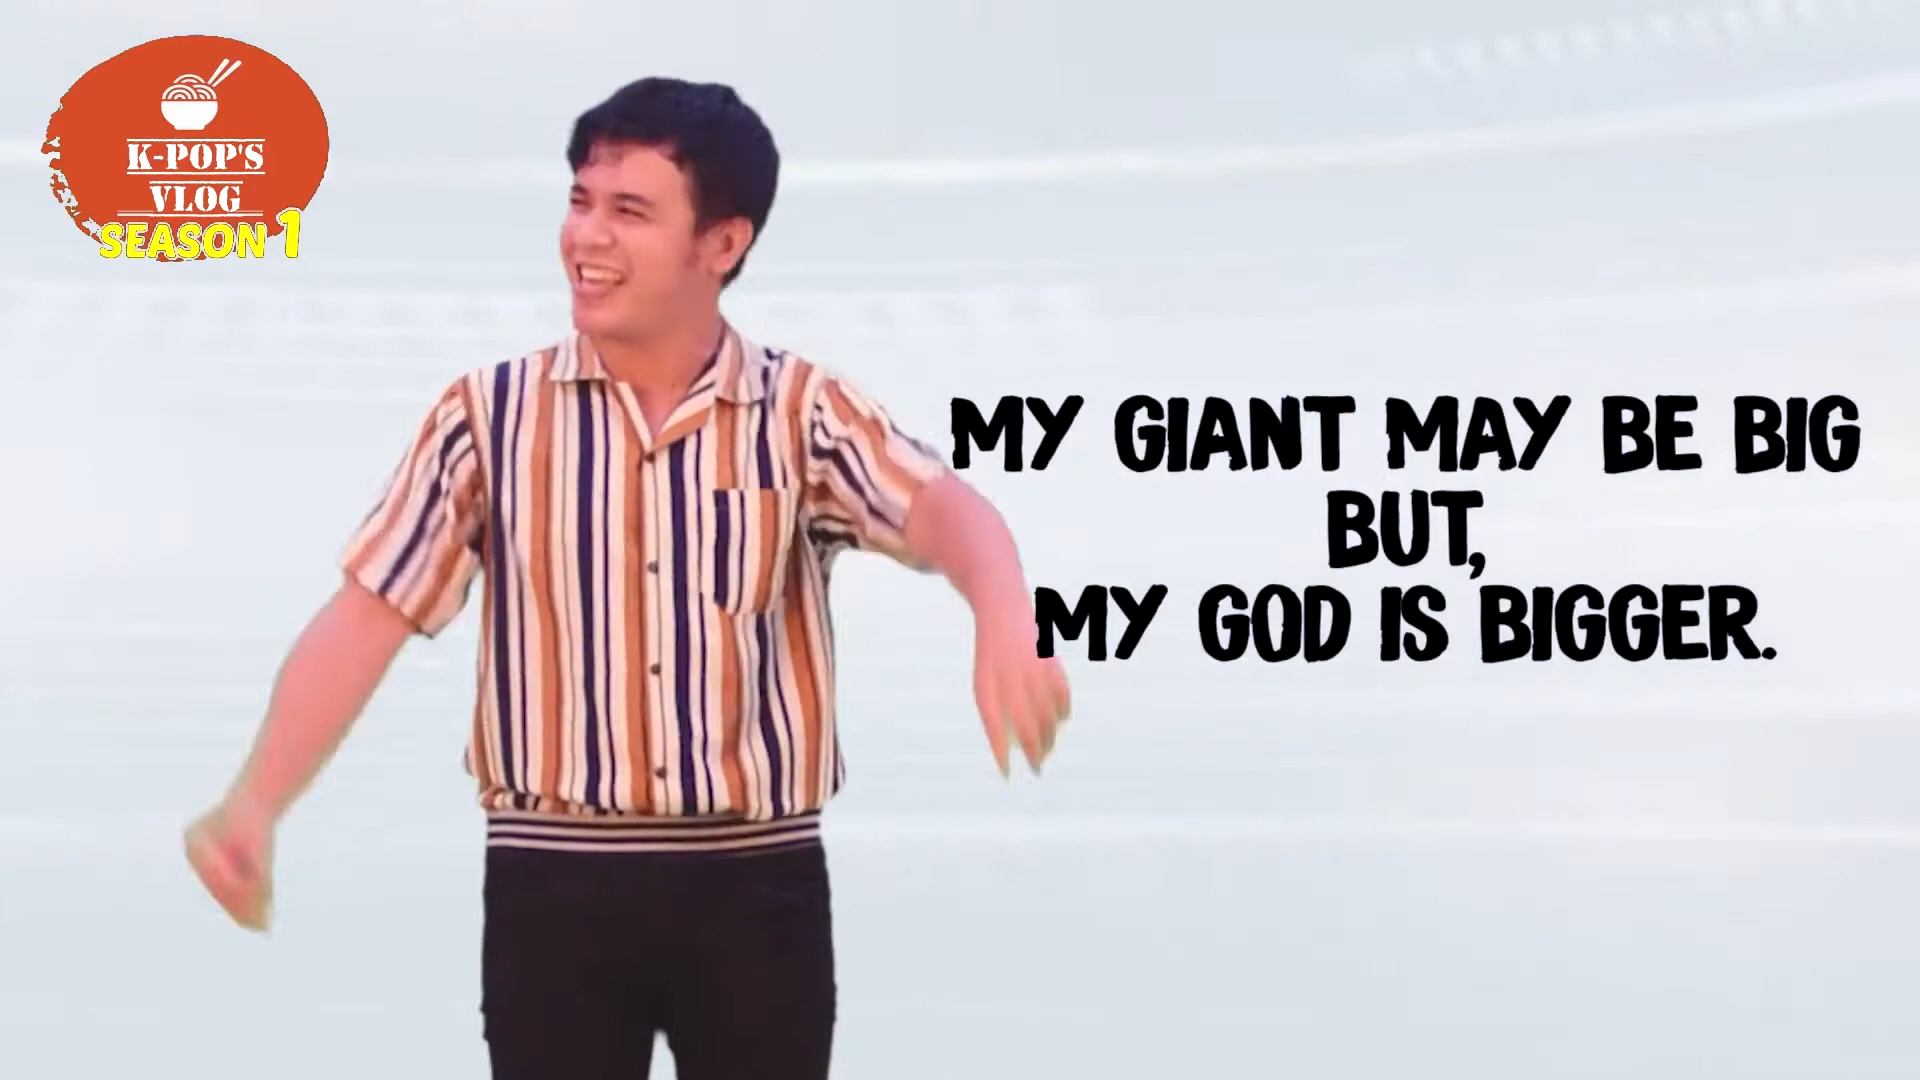 K-POP'S
VLOG
SEASON 1
MY GIANT MAY BE BIG
BUT,
MY GOD IS BIGGER.